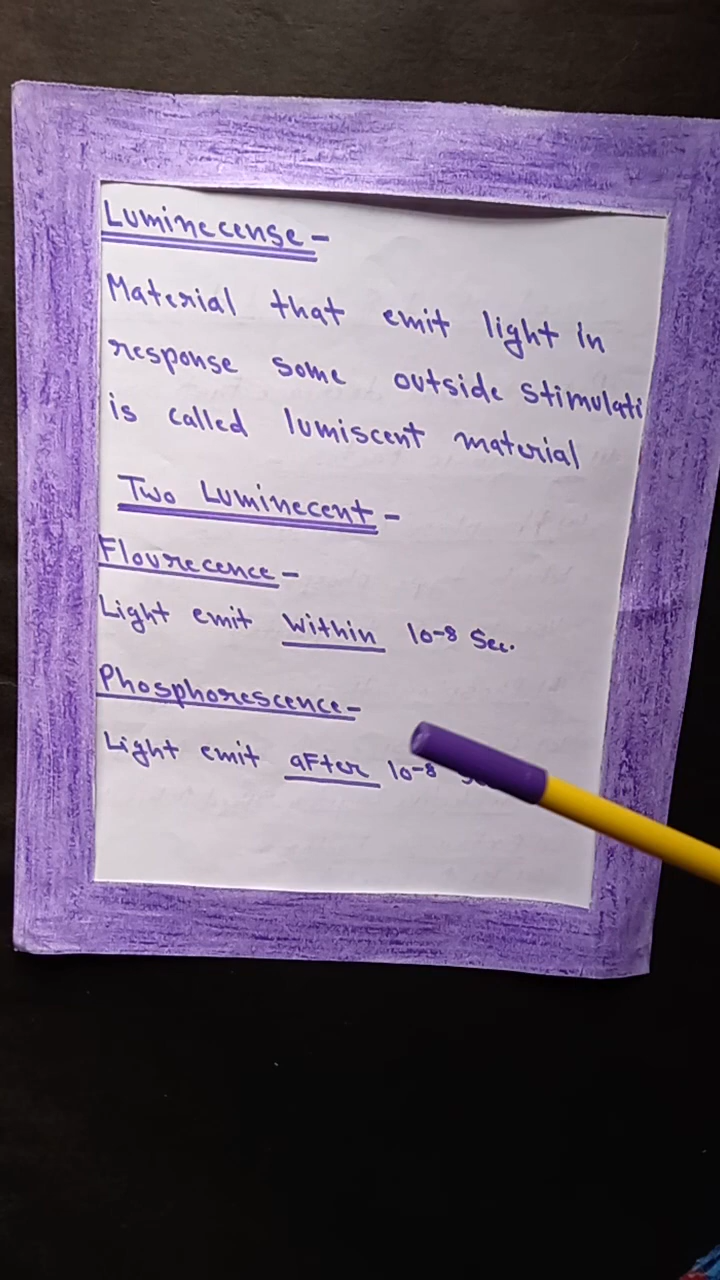 Luminecense-
Material that emit light in
response some outside stimulati
is called lumiscent material
Two Luminecent-
Flourecence-
Light emit within 10-8 Sec.
Phosphorescence-
Light emit after 10-8